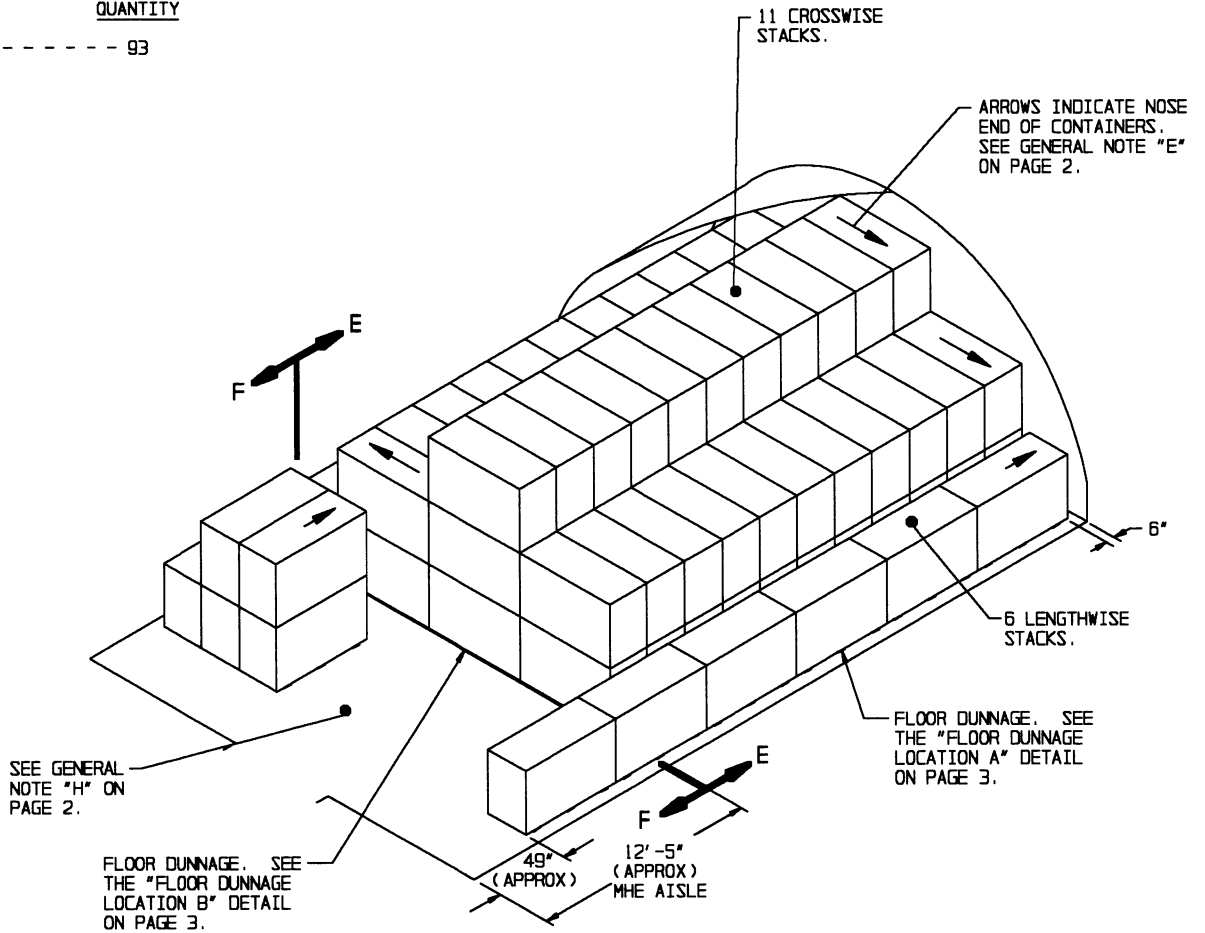 QUANTITY
- - - - - - 93
11 CROSSWISE
STACKS.
ARROWS INDICATE NOSE
END OF CONTAINERS.
SEE GENERAL NOTE "E"
ON PAGE 2.
E
F
6"
6 LENGTHWISE
STACKS.
FLOOR DUNNAGE. SEE
THE "FLOOR DUNNAGE
LOCATION A" DETAIL
ON PAGE 3.
E
F
SEE GENERAL
NOTE "H" ON
PAGE 2.
FLOOR DUNNAGE. SEE
THE "FLOOR DUNNAGE
LOCATION B" DETAIL
ON PAGE 3.
49"
(APPROX)
12'-5"
(APPROX)
MHE AISLE